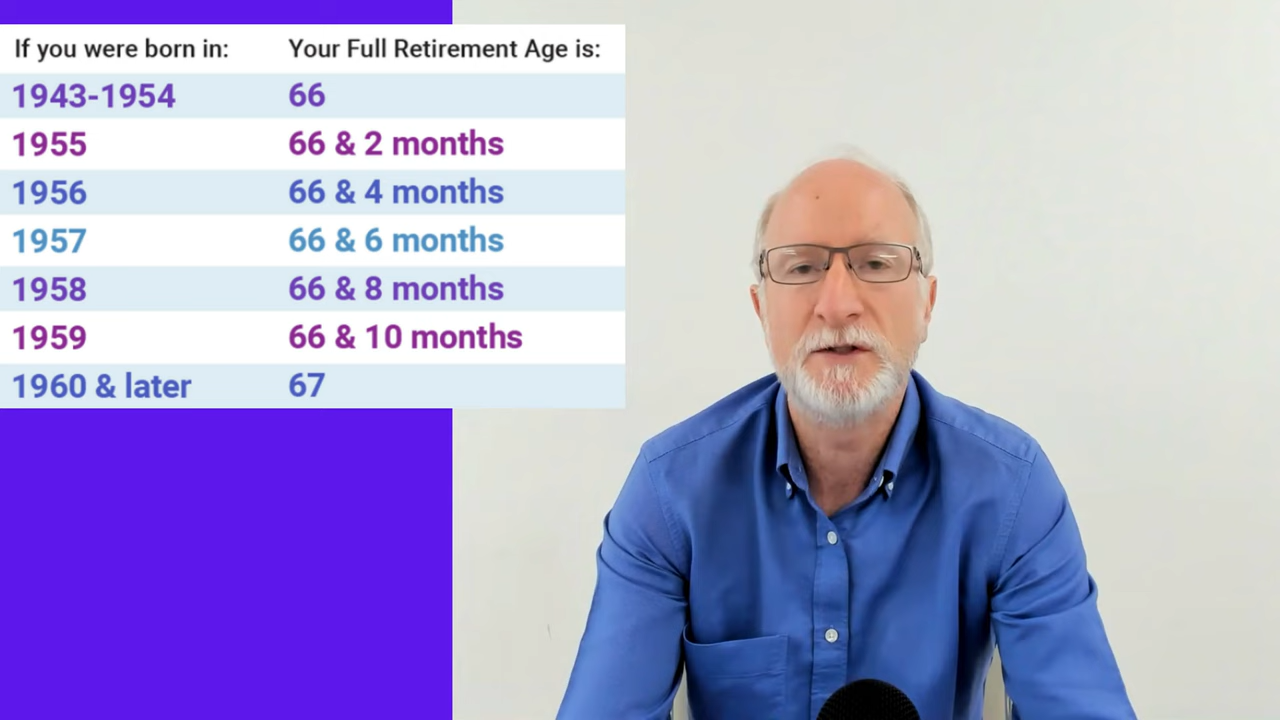 If you were born in: Your Full Retirement Age is:
1943-1954 66
1955 66 & 2 months
1956 66 & 4 months
1957 66 & 6 months
1958 66 & 8 months
1959 66 & 10 months
1960 & later 67